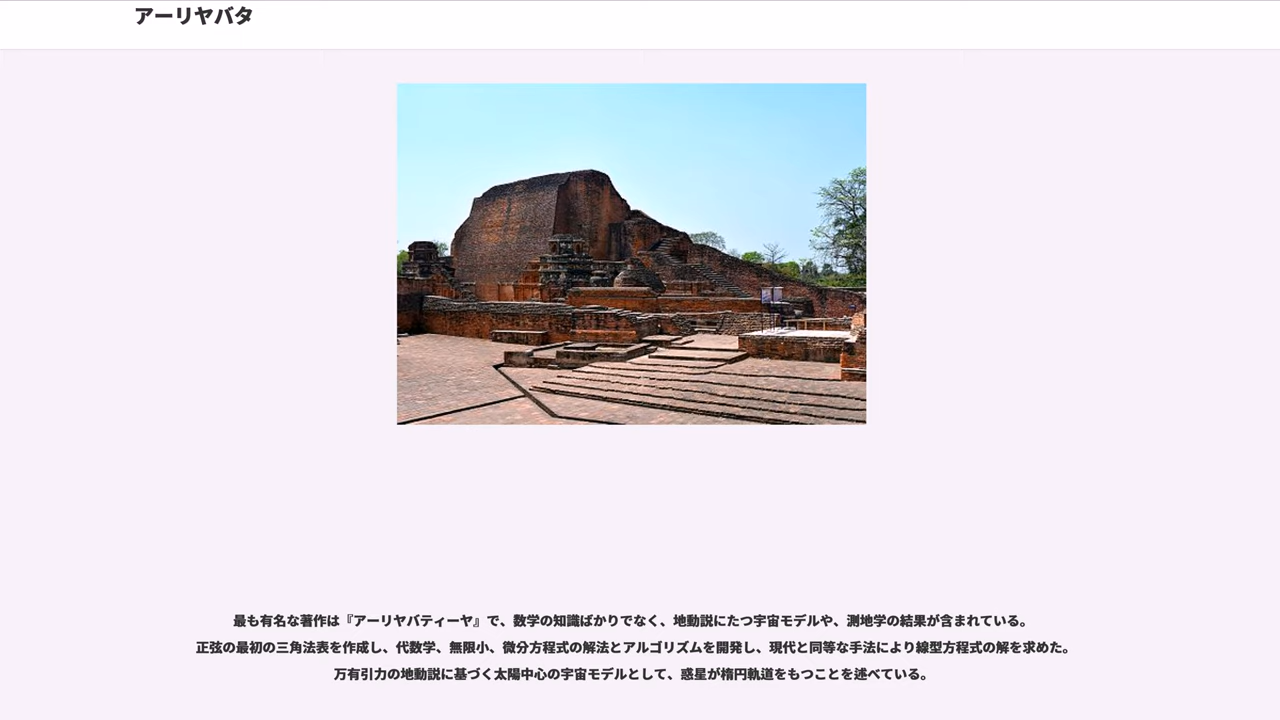 アーリヤバタ
最も有名な著作は『アーリヤバティーヤ』で、数学の知識ばかりでなく、地動説にたつ宇宙モデルや、測地学の結果が含まれている。
正弦の最初の三角法表を作成し、代数学、無限小、微分方程式の解法とアルゴリズムを開発し、現代と同等な手法により線型方程式の解を求めた。
万有引力の地動説に基づく太陽中心の宇宙モデルとして、惑星が楕円軌道をもつことを述べている。